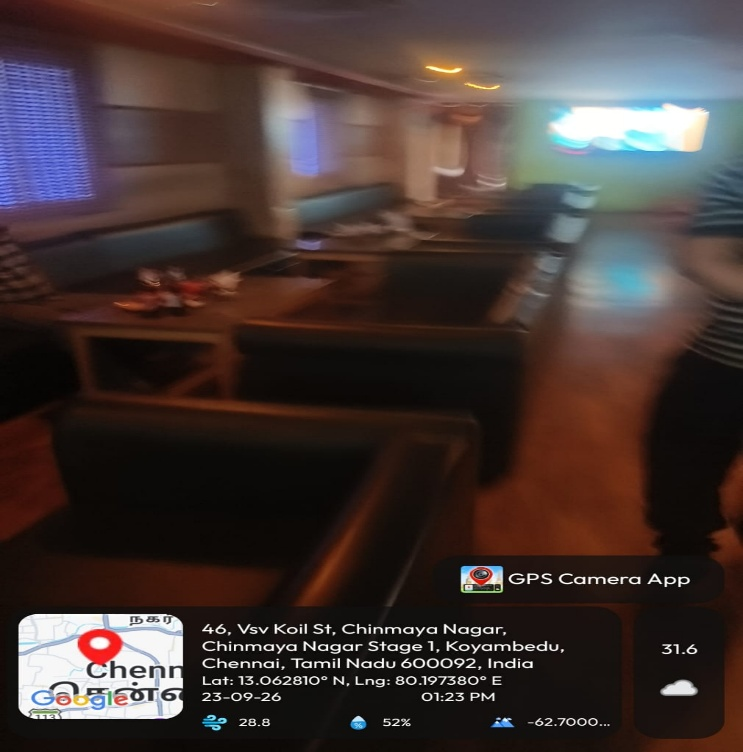 GPS Camera App
46, Vsv Koil St, Chinmaya Nagar,
Chinmaya Nagar Stage 1, Koyambedu,
Chennai, Tamil Nadu 600092, India
Lat: 13.062810° N, Lng: 80.197380° E
23-09-26 01:23 PM
28.8 52% -62.7000...
31.6
நகர்
Chenn
சென்னை
Google
113